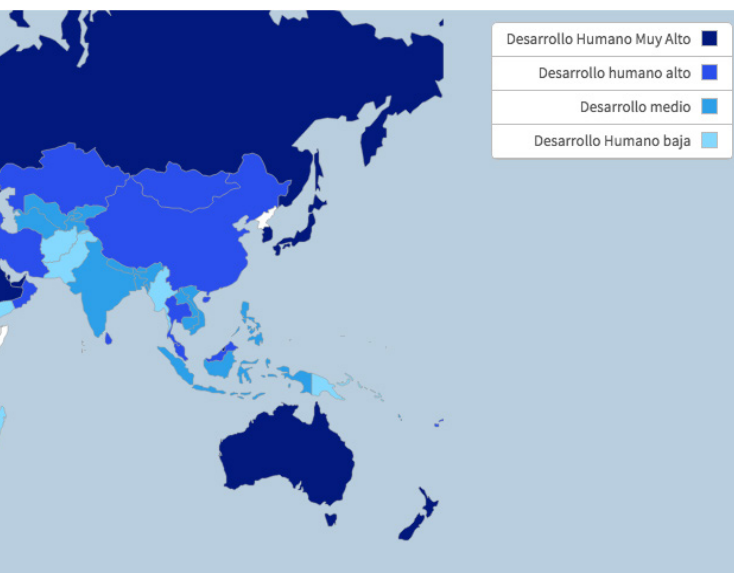 Desarrollo Humano Muy Alto
Desarrollo humano alto
Desarrollo medio
Desarrollo Humano baja